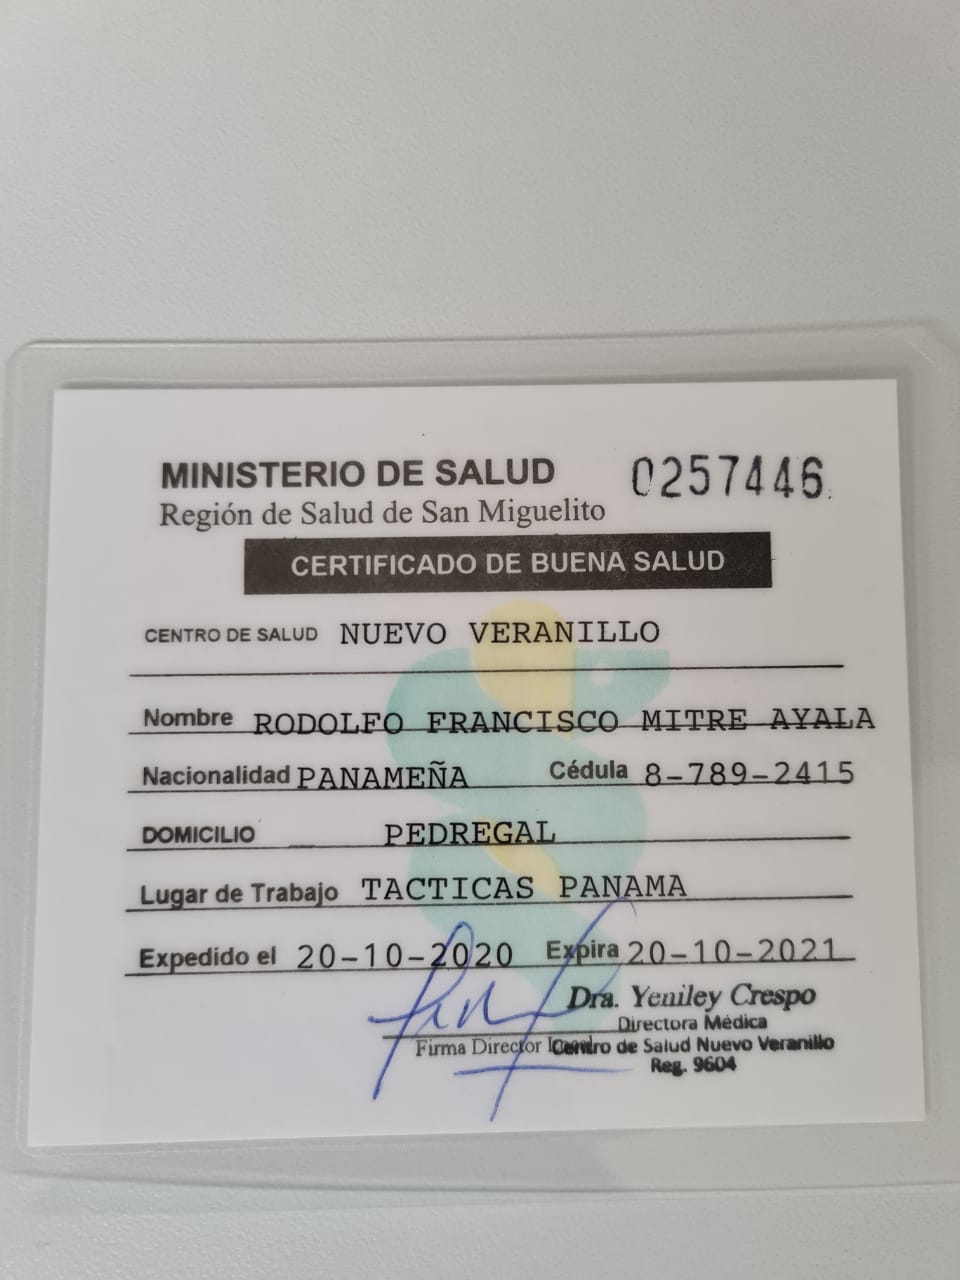 MINISTERIO DE SALUD 0257446
Región de Salud de San Miguelito
CERTIFICADO DE BUENA SALUD
CENTRO DE SALUD NUEVO VERANILLO
Nombre RODOLFO FRANCISCO MITRE AYALA
Nacionalidad PANAMEÑA Cédula 8-789-2415
DOMICILIO PEDREGAL
Lugar de Trabajo TACTICAS PANAMA
Expedido el 20-10-2020 Expira 20-10-2021
Dra. Yeniley Crespo
Directora Médica
Firma Director Centro de Salud Nuevo Veranillo
Reg. 9604